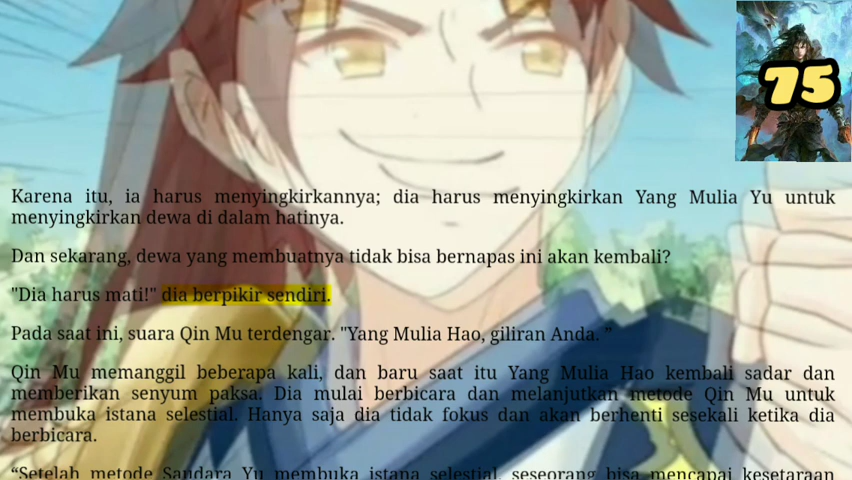 75
Karena itu, ia harus menyingkirkannya; dia harus menyingkirkan Yang Mulia Yu untuk
menyingkirkan dewa di dalam hatinya.
Dan sekarang, dewa yang membuatnya tidak bisa bernapas ini akan kembali?
"Dia harus mati!" dia berpikir sendiri.
Pada saat ini, suara Qin Mu terdengar. "Yang Mulia Hao, giliran Anda. ”
Qin Mu memanggil beberapa kali, dan baru saat itu Yang Mulia Hao kembali sadar dan
memberikan senyum paksa. Dia mulai berbicara dan melanjutkan metode Qin Mu untuk
membuka istana selestial. Hanya saja dia tidak fokus dan akan berhenti sesekali ketika dia
berbicara.
“Setelah metode Saudara Yu membuka istana selestial, seseorang bisa mencapai kesetaraan